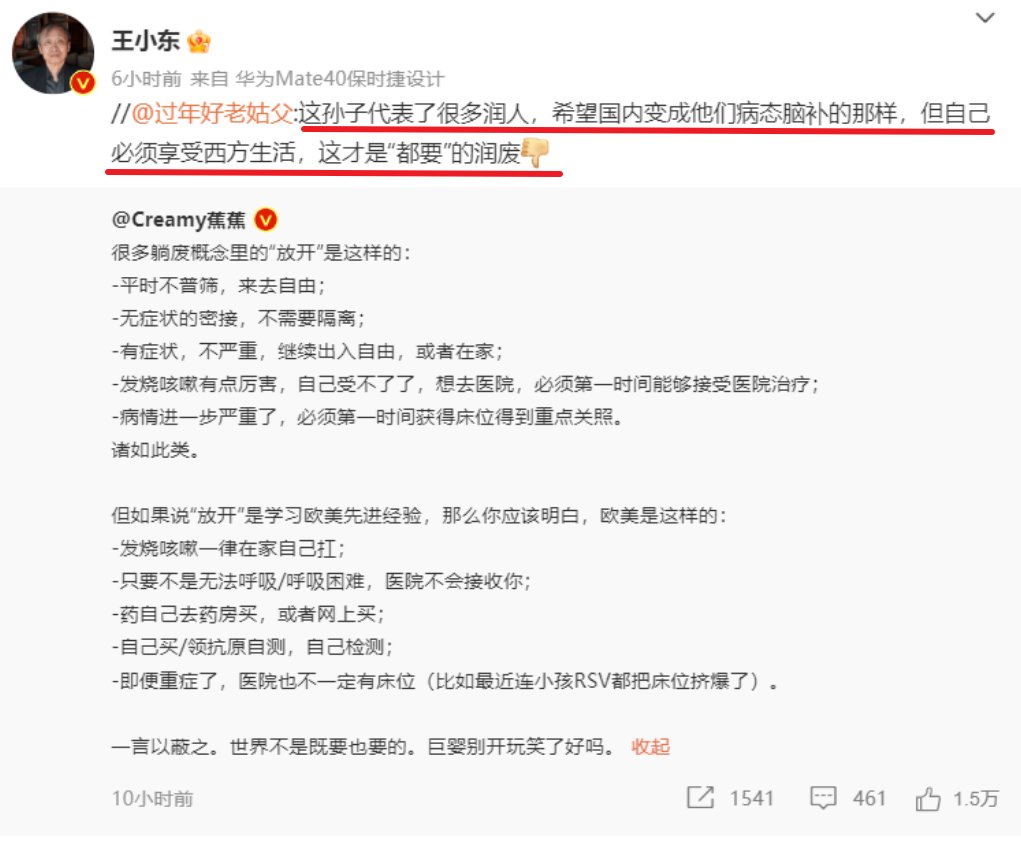 王小东
6小时前 来自 华为Mate40保时捷设计
//@过年好老姑父:这孙子代表了很多润人，希望国内变成他们病态脑补的那样，但自己
必须享受西方生活，这才是“都要”的润废👎
@Creamy蕉蕉
很多躺废概念里的“放开”是这样的：
-平时不普筛，来去自由；
-无症状的密接，不需要隔离；
-有症状，不严重，继续出入自由，或者在家；
-发烧咳嗽有点厉害，自己受不了了，想去医院，必须第一时间能够接受医院治疗；
-病情进一步严重了，必须第一时间获得床位得到重点关照。
诸如此类。
但如果说“放开”是学习欧美先进经验，那么你应该明白，欧美是这样的：
-发烧咳嗽一律在家自己扛；
-只要不是无法呼吸/呼吸困难，医院不会接收你；
-药自己去药房买，或者网上买；
-自己买/领抗原自测，自己检测；
-即便重症了，医院也不一定有床位（比如最近连小孩RSV都把床位挤爆了）。
一言以蔽之。世界不是既要也要的。巨婴别开玩笑了好吗。 收起
10小时前 1541 461 1.5万